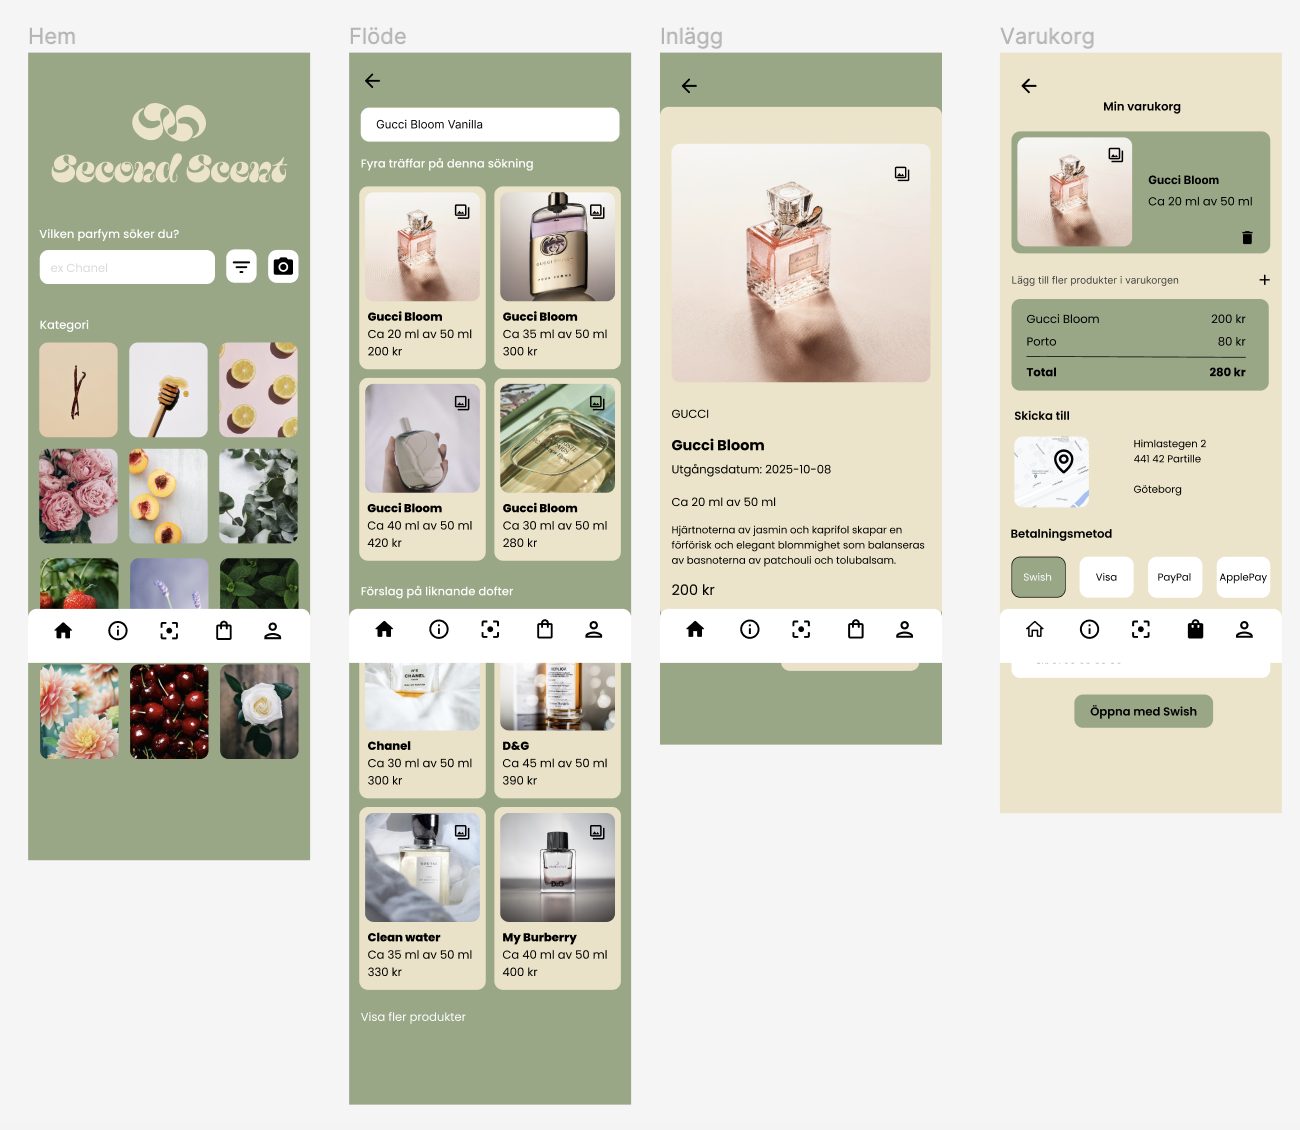 Hem
Second Scent
Vilken parfym söker du?
ex Chanel
Kategori
Flöde
Gucci Bloom Vanilla
Fyra träffar på denna sökning
Gucci Bloom
Ca 20 ml av 50 ml
200 kr
Gucci Bloom
Ca 35 ml av 50 ml
300 kr
Gucci Bloom
Ca 40 ml av 50 ml
420 kr
Gucci Bloom
Ca 30 ml av 50 ml
280 kr
Förslag på liknande dofter
CHANEL
Chanel
Ca 30 ml av 50 ml
300 kr
D&G
Ca 45 ml av 50 ml
390 kr
Clean water
Ca 35 ml av 50 ml
330 kr
D&G
My Burberry
Ca 40 ml av 50 ml
400 kr
Visa fler produkter
Inlägg
GUCCI
Gucci Bloom
Utgångsdatum: 2025-10-08
Ca 20 ml av 50 ml
Hjärtnoterna av jasmin och kaprifol skapar en
förförisk och elegant blommighet som balanseras
av basnoterna av patchouli och tolubalsam.
200 kr
Varukorg
Min varukorg
Gucci Bloom
Ca 20 ml av 50 ml
Lägg till fler produkter i varukorgen
Gucci Bloom 200 kr
Porto 80 kr
Total 280 kr
Skicka till
Himlastegen 2
441 42 Partille
Göteborg
Betalningsmetod
Swish
Visa
PayPal
ApplePay
Öppna med Swish